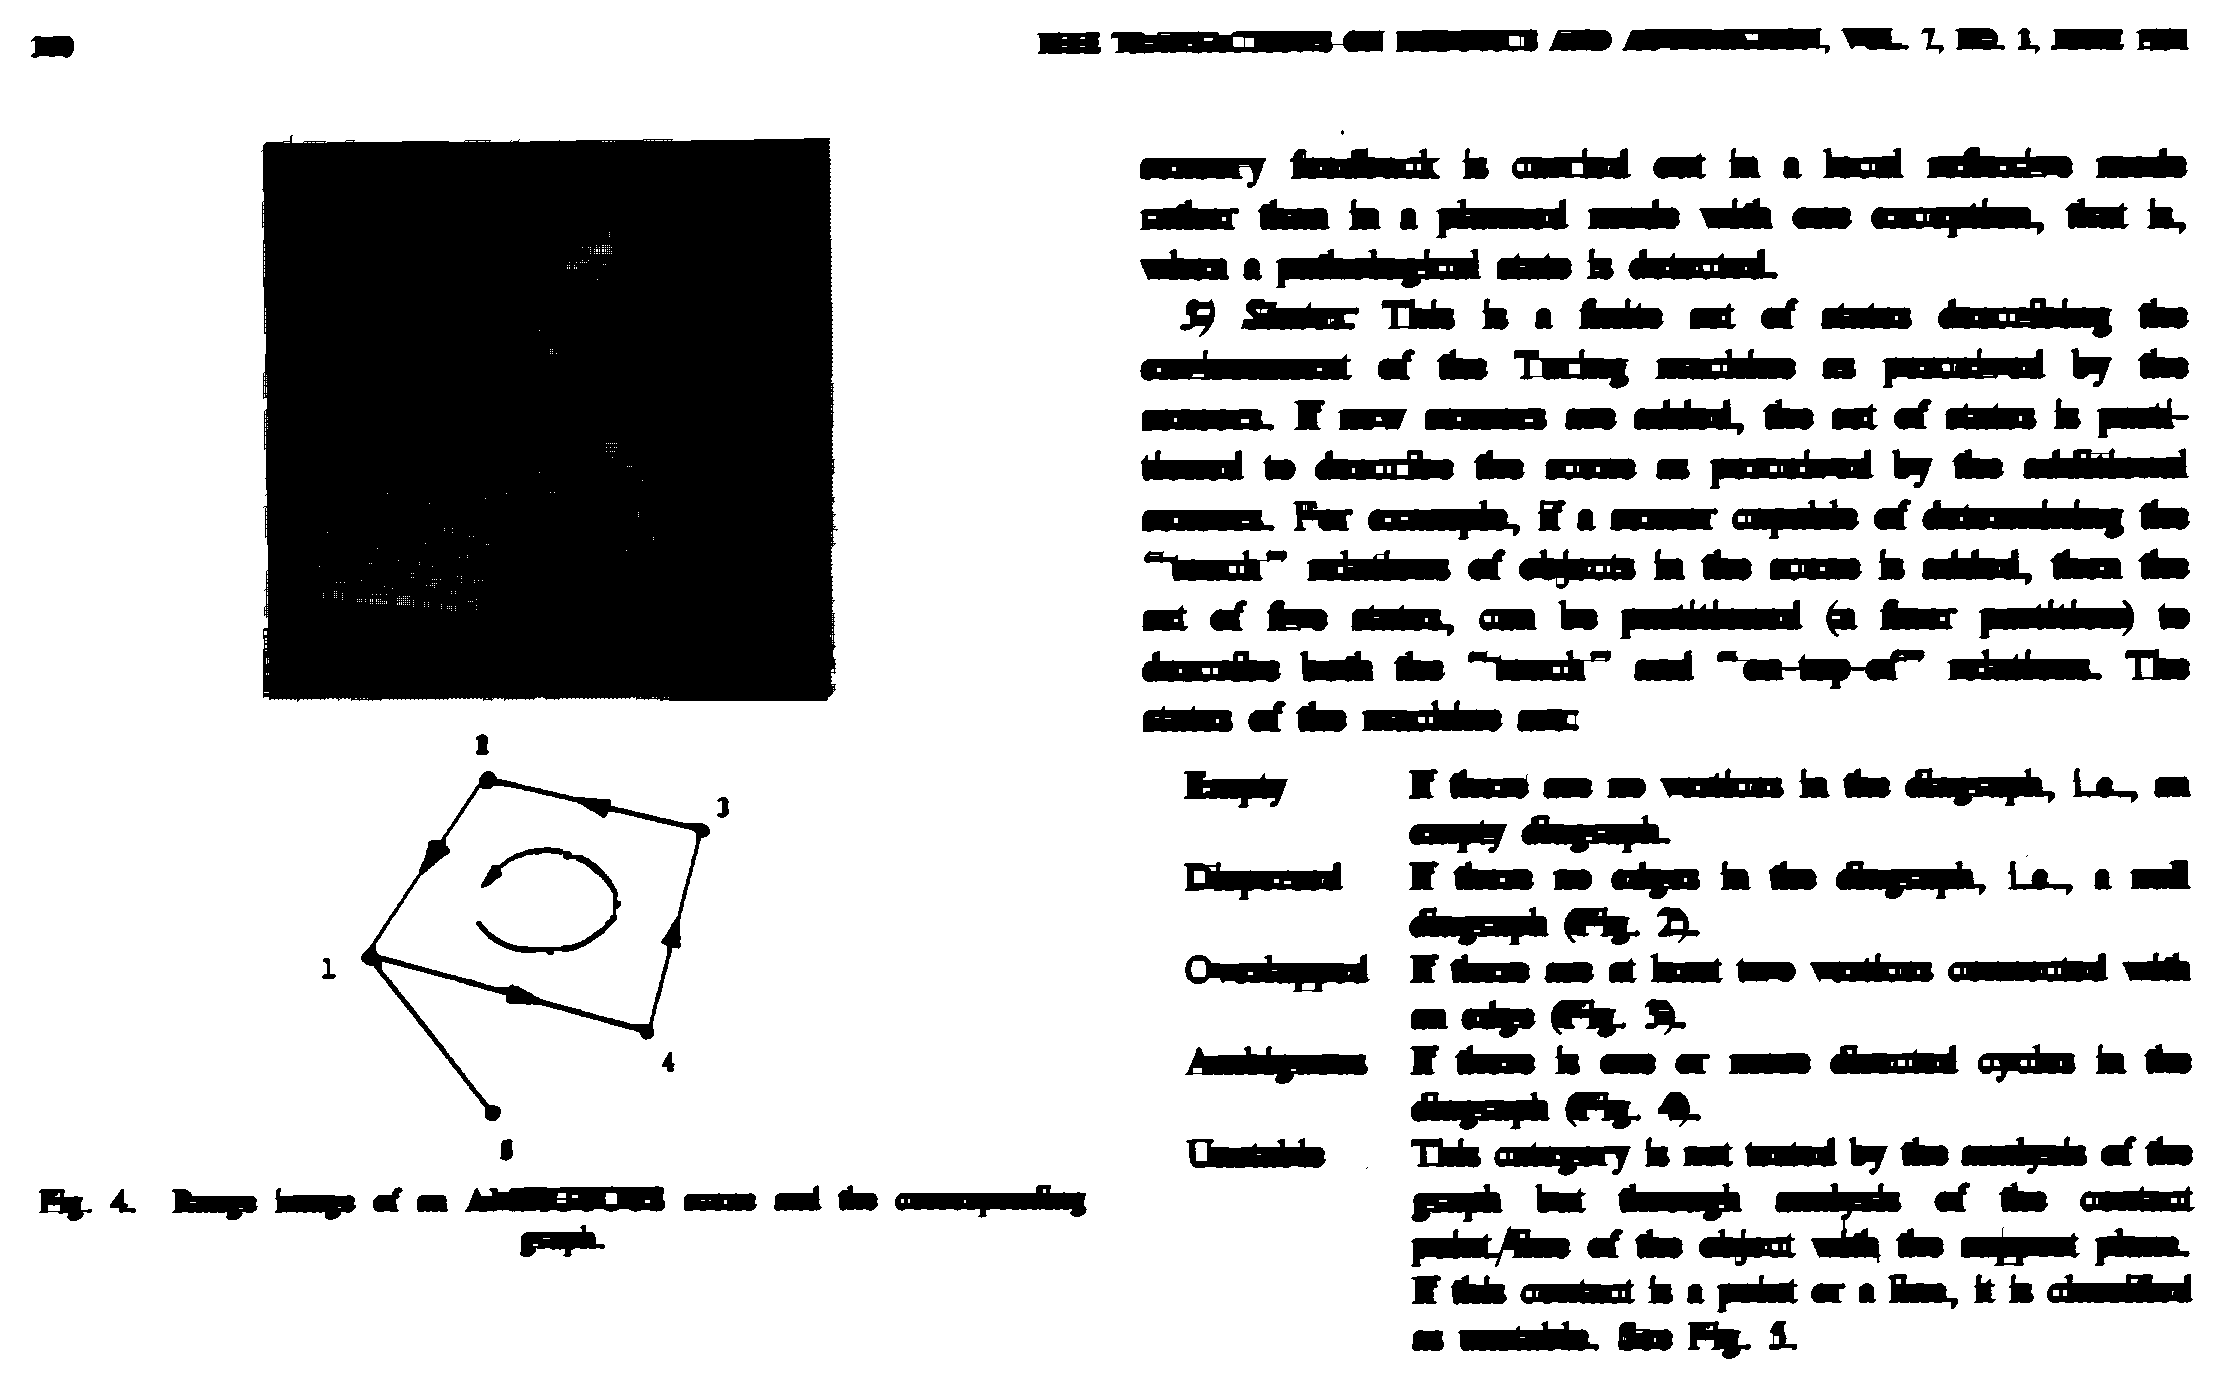 IEEE TRANSACTIONS ON ROBOTICS AND AUTOMATION, VOL. 7, NO. 3, JUNE 1991
sensory feedback is carried out in a local reflexive mode
rather than in a planned mode with one exception, that is,
when a pathological state is detected.
5) States: This is a finite set of states describing the
environment of the Turing machine as perceived by the
sensors. If new sensors are added, the set of states is parti-
tioned to describe the scene as perceived by the additional
sensors. For example, if a sensor capable of determining the
"touch" relations of objects in the scene is added, then the
set of five states, can be partitioned (a finer partition) to
describe both the "touch" and "on-top-of" relations. The
states of the machine are:
2
3
1
4
5
Fig. 4. Range image of an scene and the corresponding
graph.
Empty If there are no vertices in the diagraph, i.e., an
empty diagraph.
Dispersed If there no edges in the diagraph, i.e., a null
diagraph (Fig. 2).
Overlapped If there are at least two vertices connected with
an edge (Fig. 3).
Ambiguous If there is one or more directed cycles in the
diagraph (Fig. 4).
Unstable This category is not tested by the analysis of the
graph but through analysis of the contact
point/line of the object with the support plane.
If this contact is a point or a line, it is classified
as unstable. See Fig. 5.